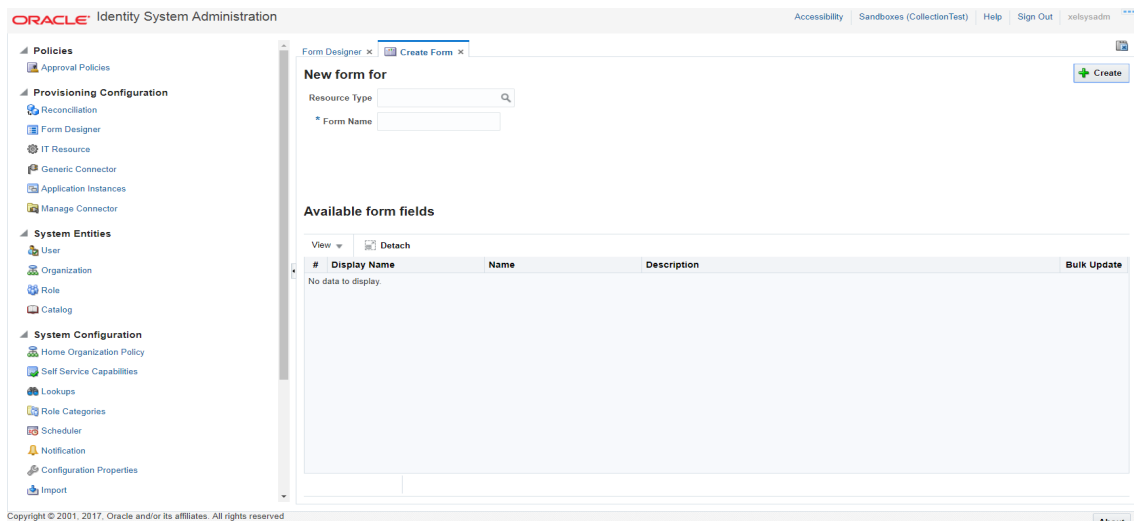 ORACLE Identity System Administration
Accessibility Sandboxes (CollectionTest) Help Sign Out xelsysadm
Policies
Approval Policies
Provisioning Configuration
Reconciliation
Form Designer
IT Resource
Generic Connector
Application Instances
Manage Connector
System Entities
User
Organization
Role
Catalog
System Configuration
Home Organization Policy
Self Service Capabilities
Lookups
Role Categories
Scheduler
Notification
Configuration Properties
Import
Form Designer × Create Form ×
New form for
Create
Resource Type
* Form Name
Available form fields
View Detach
# Display Name Name Description Bulk Update
No data to display.
Copyright © 2001, 2017, Oracle and/or its affiliates. All rights reserved
About